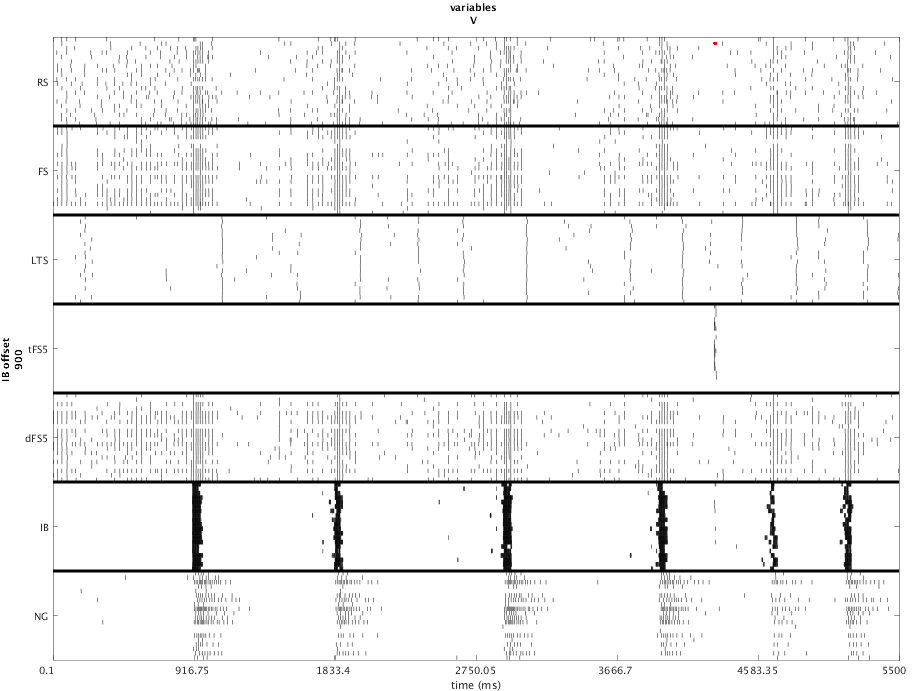 variables
V
RS
FS
LTS
tFS5
dFS5
IB
NG
IB offset
900
0.1 916.75 1833.4 2750.05 3666.7 4583.35 5500
time (ms)